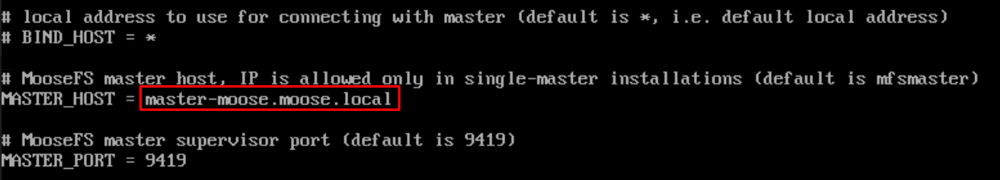 # local address to use for connecting with master (default is *, i.e. default local address)
# BIND_HOST = *
# MooseFS master host, IP is allowed only in single-master installations (default is mfsmaster)
MASTER_HOST = master-moose.moose.local
# MooseFS master supervisor port (default is 9419)
MASTER_PORT = 9419